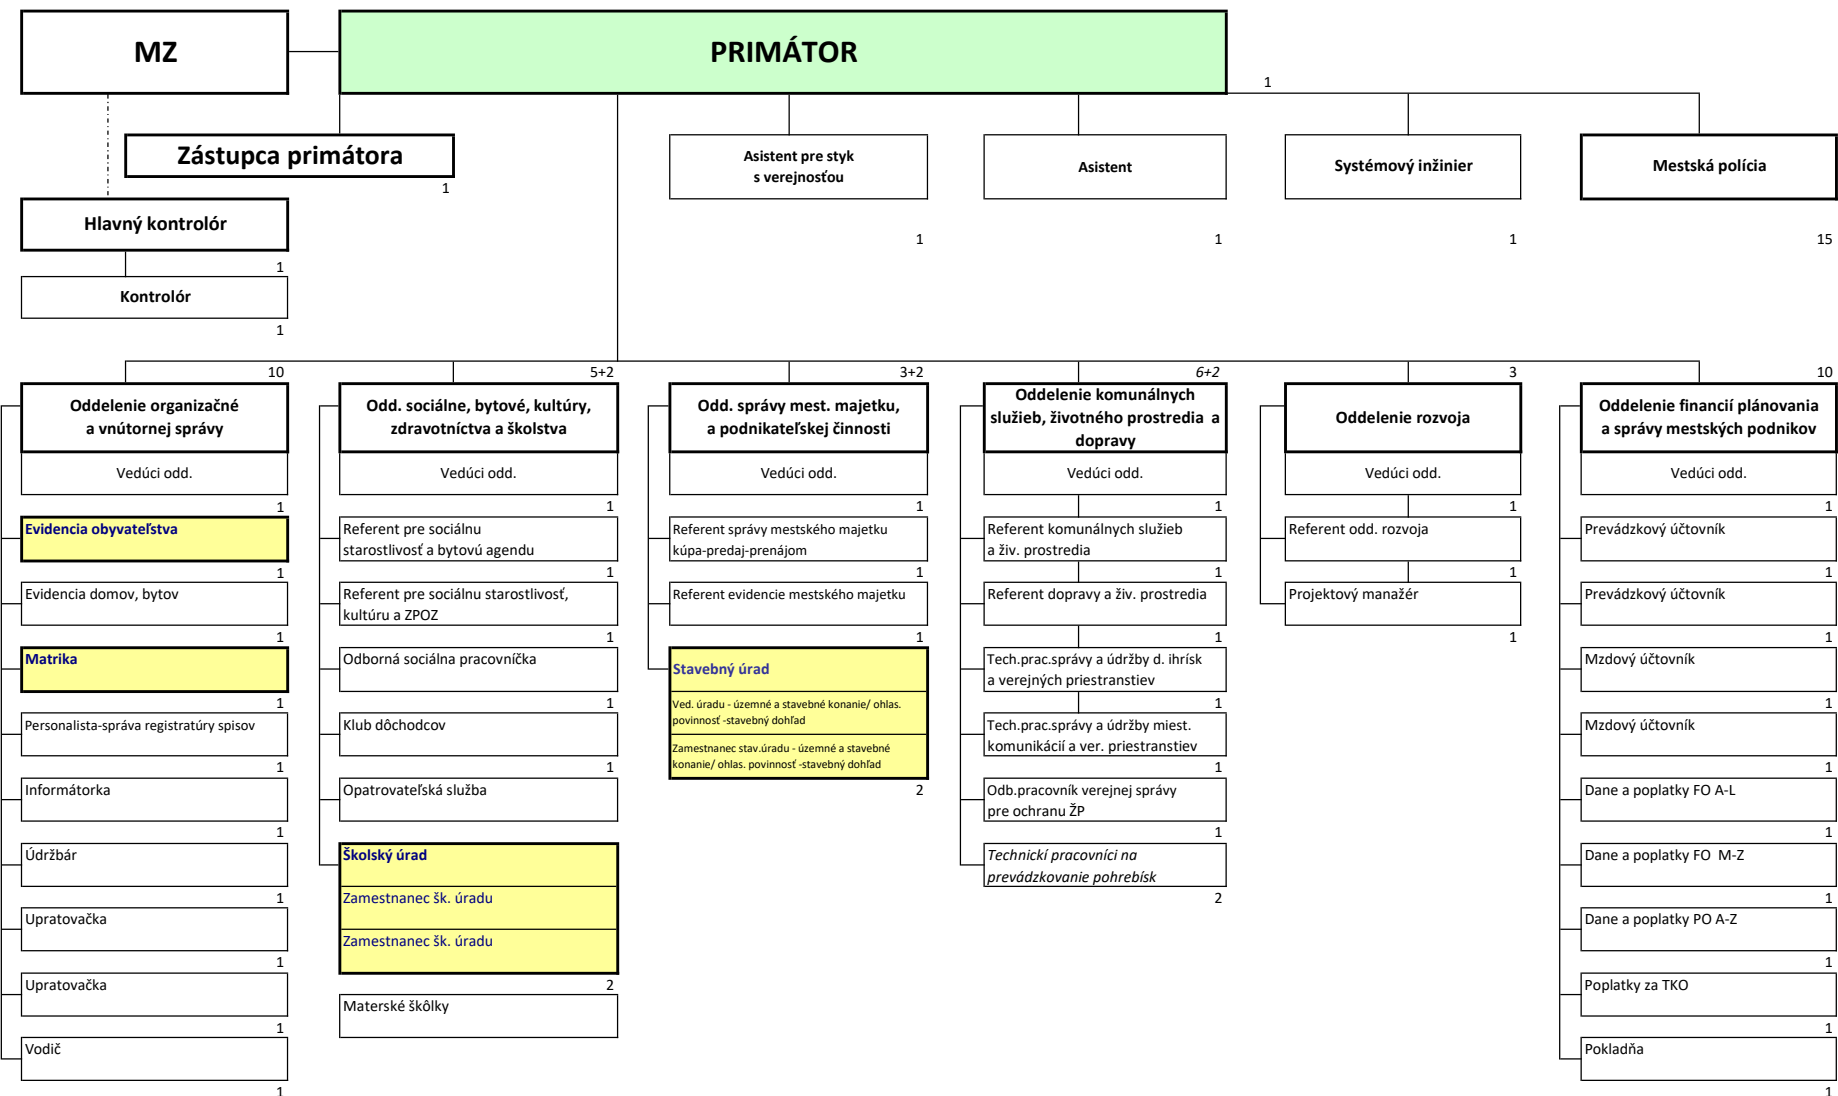 MZ
PRIMÁTOR
1
Zástupca primátora
1
Asistent pre styk
s verejnosťou
1
Asistent
1
Systémový inžinier
1
Mestská polícia
15
Hlavný kontrolór
1
Kontrolór
1
10
Oddelenie organizačné
a vnútornej správy
Vedúci odd.
1
Evidencia obyvateľstva
1
Evidencia domov, bytov
1
Matrika
1
Personalista-správa registratúry spisov
1
Informátorka
1
Údržbár
1
Upratovačka
1
Upratovačka
1
Vodič
1
5+2
Odd. sociálne, bytové, kultúry,
zdravotníctva a školstva
Vedúci odd.
1
Referent pre sociálnu
starostlivosť a bytovú agendu
1
Referent pre sociálnu starostlivosť,
kultúru a ZPOZ
1
Odborná sociálna pracovníčka
1
Klub dôchodcov
1
Opatrovateľská služba
Školský úrad
Zamestnanec šk. úradu
Zamestnanec šk. úradu
2
Materské škôlky
3+2
Odd. správy mest. majetku,
a podnikateľskej činnosti
Vedúci odd.
1
Referent správy mestského majetku
kúpa-predaj-prenájom
1
Referent evidencie mestského majetku
1
Stavebný úrad
Ved. úradu - územné a stavebné konanie/ ohlas.
povinnosť -stavebný dohľad
Zamestnanec stav.úradu - územné a stavebné
konanie/ ohlas. povinnosť -stavebný dohľad
2
6+2
Oddelenie komunálnych
služieb, životného prostredia a
dopravy
Vedúci odd.
1
Referent komunálnych služieb
a živ. prostredia
1
Referent dopravy a živ. prostredia
1
Tech.prac.správy a údržby d. ihrísk
a verejných priestranstiev
1
Tech.prac.správy a údržby miest.
komunikácií a ver. priestranstiev
1
Odb.pracovník verejnej správy
pre ochranu ŽP
1
Technickí pracovníci na
prevádzkovanie pohrebísk
2
3
Oddelenie rozvoja
Vedúci odd.
1
Referent odd. rozvoja
1
Projektový manažér
1
10
Oddelenie financií plánovania
a správy mestských podnikov
Vedúci odd.
1
Prevádzkový účtovník
1
Prevádzkový účtovník
1
Mzdový účtovník
1
Mzdový účtovník
1
Dane a poplatky FO A-L
1
Dane a poplatky FO  M-Z
1
Dane a poplatky PO A-Z
1
Poplatky za TKO
1
Pokladňa
1